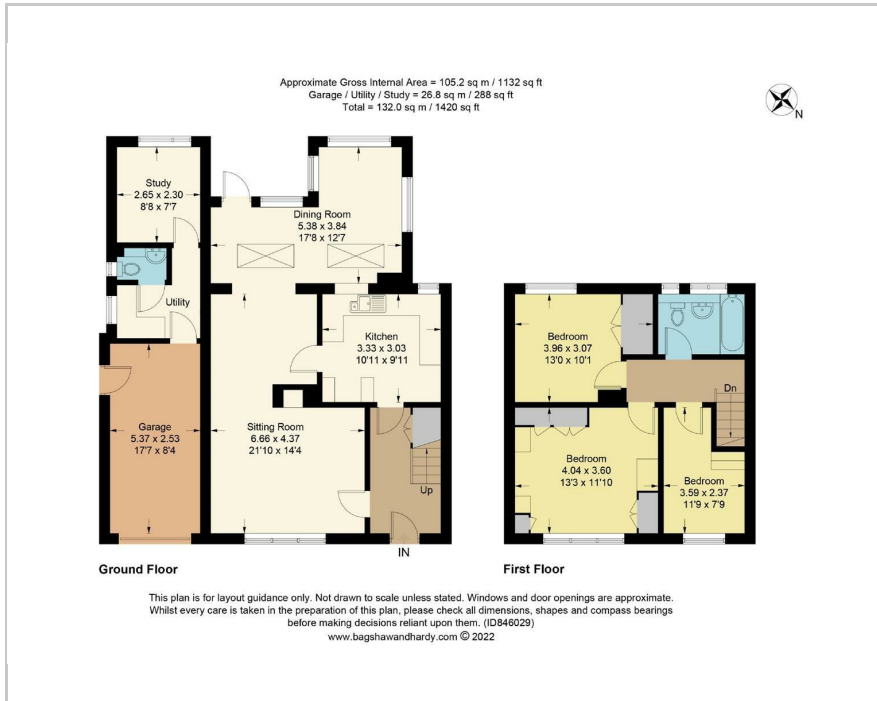 Approximate Gross Internal Area = 105.2 sq m / 1132 sq ft
Garage / Utility / Study = 26.8 sq m / 288 sq ft
Total = 132.0 sq m / 1420 sq ft
N
Study
2.65 x 2.30
8'8 x 7'7
Dining Room
5.38 x 3.84
17'8 x 12'7
Utility
Kitchen
3.33 x 3.03
10'11 x 9'11
Garage
5.37 x 2.53
17'7 x 8'4
Sitting Room
6.66 x 4.37
21'10 x 14'4
Up
IN
Ground Floor
Bedroom
3.96 x 3.07
13'0 x 10'1
Dn
Bedroom
4.04 x 3.60
13'3 x 11'10
Bedroom
3.59 x 2.37
11'9 x 7'9
First Floor
This plan is for layout guidance only. Not drawn to scale unless stated. Windows and door openings are approximate.
Whilst every care is taken in the preparation of this plan, please check all dimensions, shapes and compass bearings
before making decisions reliant upon them. (ID846029)
www.bagshawandhardy.com © 2022